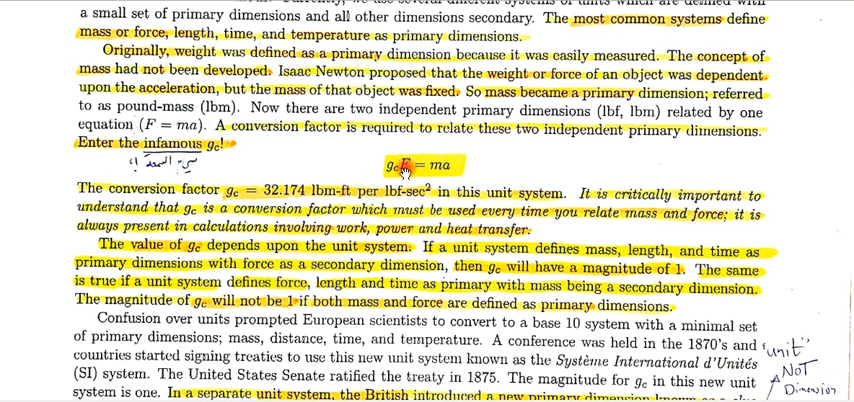 a small set of primary dimensions and all other dimensions secondary. The most common systems define
mass or force, length, time, and temperature as primary dimensions.
Originally, weight was defined as a primary dimension because it was easily measured. The concept of
mass had not been developed. Isaac Newton proposed that the weight or force of an object was dependent
upon the acceleration, but the mass of that object was fixed. So mass became a primary dimension; referred
to as pound-mass (lbm). Now there are two independent primary dimensions (lbf, lbm) related by one
equation (F = ma). A conversion factor is required to relate these two independent primary dimensions.
Enter the infamous gc!
سيء السمعة !
gcF = ma
The conversion factor gc = 32.174 lbm-ft per lbf-sec² in this unit system. It is critically important to
understand that gc is a conversion factor which must be used every time you relate mass and force; it is
always present in calculations involving work, power and heat transfer.
The value of gc depends upon the unit system. If a unit system defines mass, length, and time as
primary dimensions with force as a secondary dimension, then gc will have a magnitude of 1. The same
is true if a unit system defines force, length and time as primary with mass being a secondary dimension.
The magnitude of gc will not be 1 if both mass and force are defined as primary dimensions.
Confusion over units prompted European scientists to convert to a base 10 system with a minimal set
of primary dimensions; mass, distance, time, and temperature. A conference was held in the 1870's and
countries started signing treaties to use this new unit system known as the Système International d'Unités
(SI) system. The United States Senate ratified the treaty in 1875. The magnitude for gc in this new unit
system is one. In a separate unit system, the British introduced a new primary dimension
"unit"
NOT
Dimension